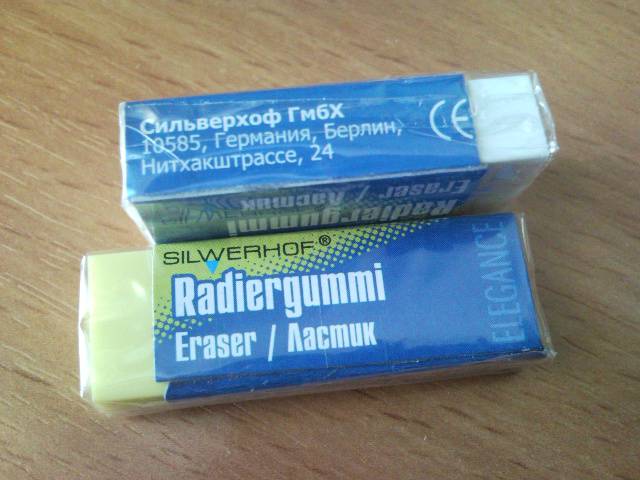 Сильверхоф ГмбХ
10585, Германия, Берлин,
Нитхакштрассе, 24
CE
Radiergummi
Eraser / Ластик
SILWERHOF®
Radiergummi
Eraser / Ластик
ELEGANCE